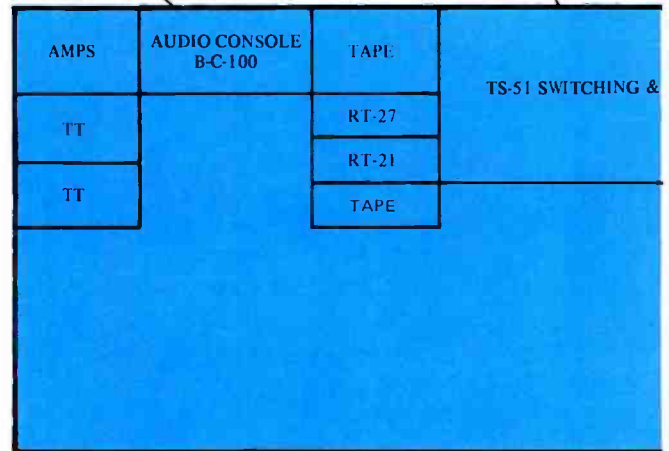 AMPS
AUDIO CONSOLE
B-C-100
TAPE
TS-51 SWITCHING &
TT
RT-27
RT-21
TT
TAPE